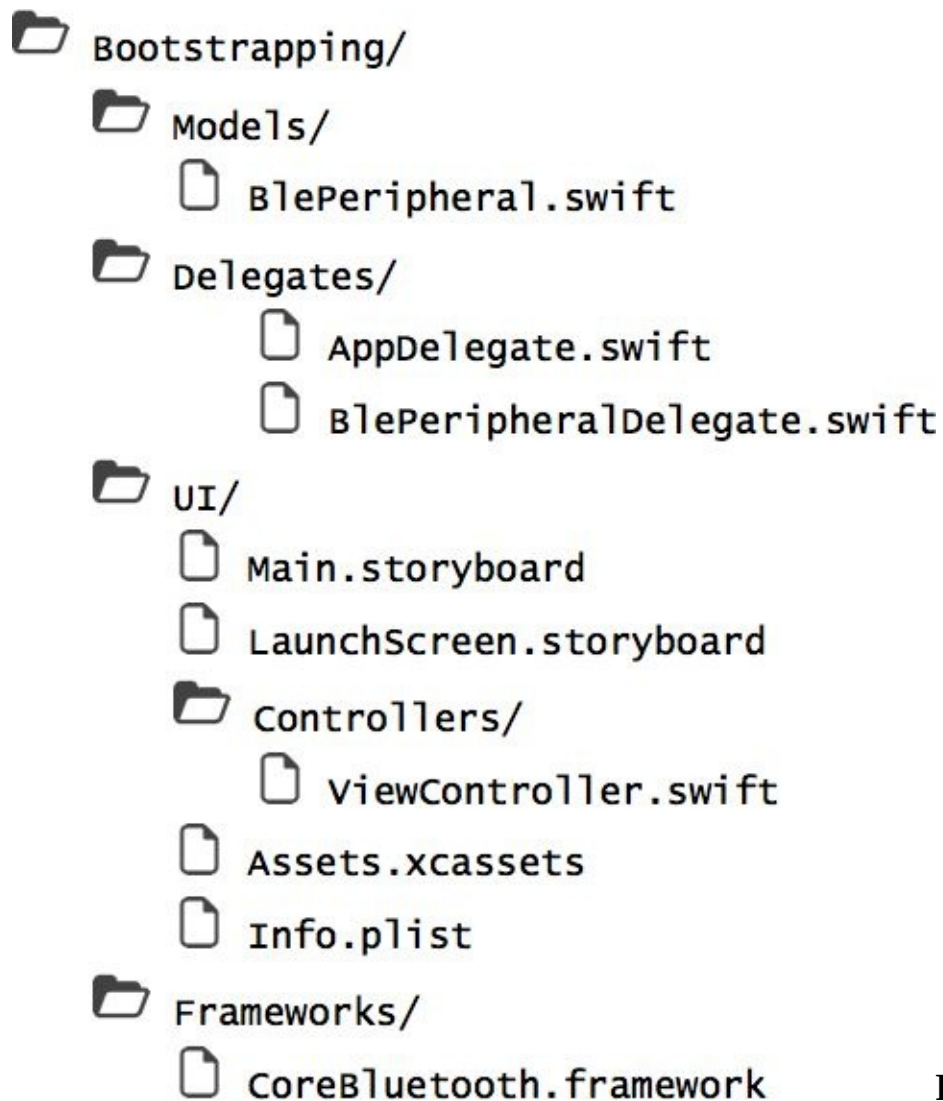 Bootstrapping/
Models/
BlePeripheral.swift
Delegates/
AppDelegate.swift
BlePeripheralDelegate.swift
UI/
Main.storyboard
LaunchScreen.storyboard
Controllers/
ViewController.swift
Assets.xcassets
Info.plist
Frameworks/
CoreBluetooth.framework